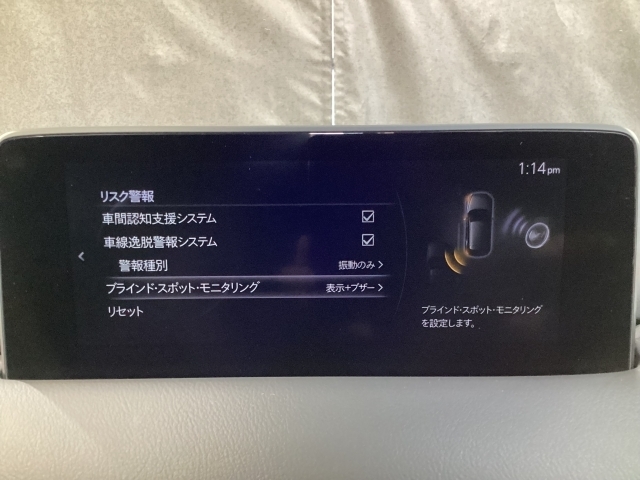 1:14pm
リスク警報
車間認知支援システム
車線逸脱警報システム
警報種別 振動のみ
ブラインド・スポット・モニタリング 表示+ブザー
リセット
ブラインド・スポット・モニタリング
を設定します。